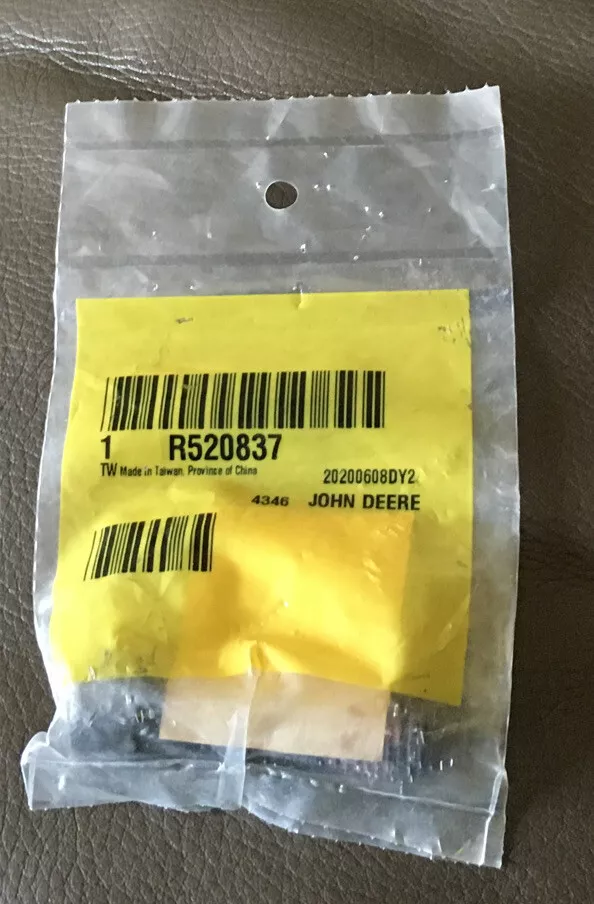 1 R520837
TW Made in Taiwan, Province of China
20200608DY2
4346 JOHN DEERE